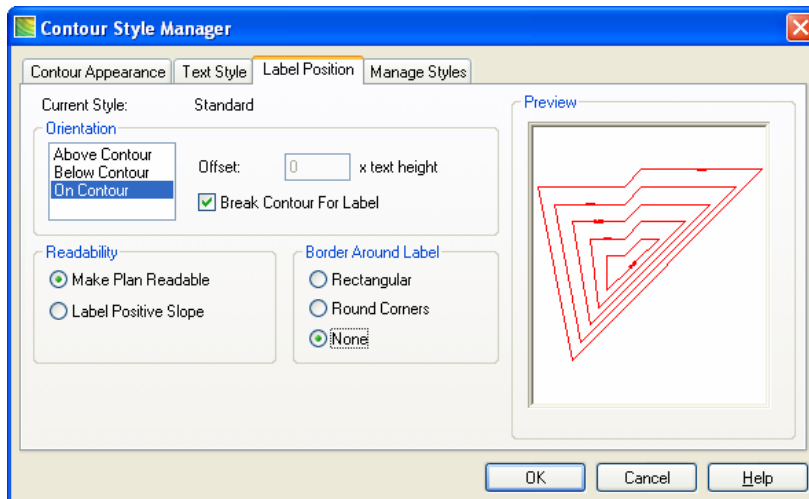 Contour Style Manager
Contour Appearance Text Style Label Position Manage Styles
Current Style: Standard
Orientation
Above Contour
Below Contour
On Contour
Offset: 0 x text height
Break Contour For Label
Readability
Make Plan Readable
Label Positive Slope
Border Around Label
Rectangular
Round Corners
None
Preview
OK Cancel Help